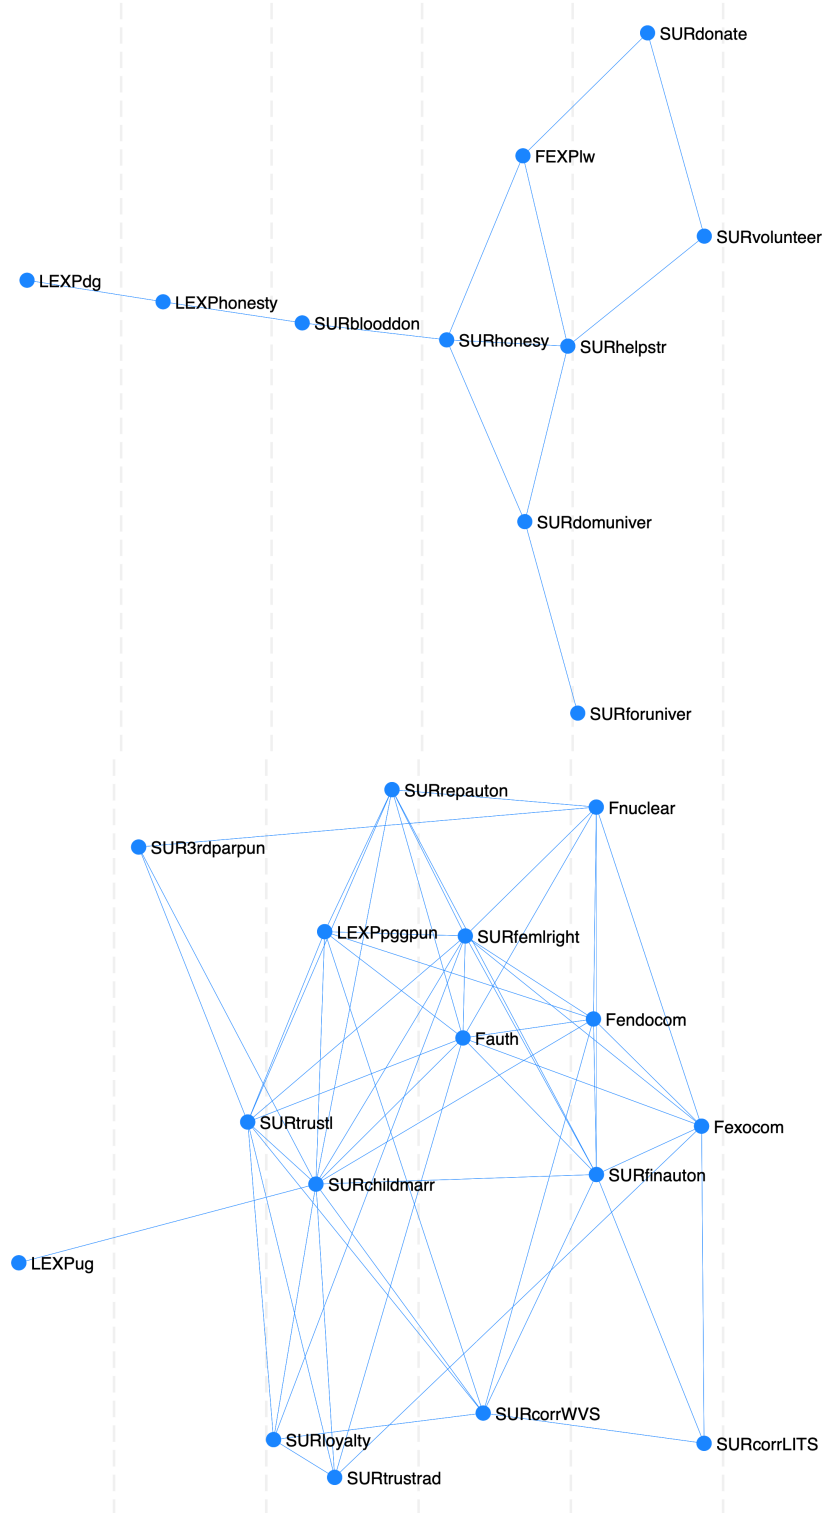 SURdonate
FEXPlw
SURvolunteer
LEXPdg
LEXPhonesty
SURblooddon
SURhonesy
SURhelpstr
SURdomuniver
SURforuniver
SURrepauton
Fnuclear
SUR3rdparpun
LEXPpggpun
SURfemlright
Fendocom
Fauth
SURtrustl
Fexocom
SURfinauton
SURchildmarr
LEXPug
SURcorrWVS
SURloyalty
SURcorrLITS
SURtrustrad